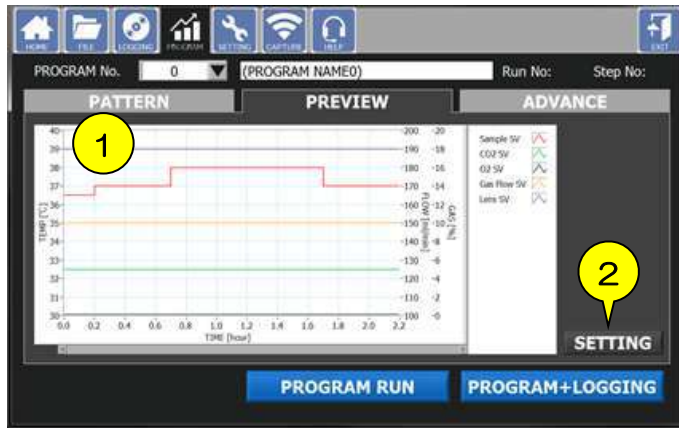 HOME FILE LOGGING PROGRAM SETTING CAPTURE HELP EXIT
PROGRAM No. 0 (PROGRAM NAME0) Run No: Step No:
PATTERN PREVIEW ADVANCE
1
TEMP [℃]
40
39
38
37
36
35
34
33
32
31
30
200 -20
190 -18
180 -16
170 -14
160 -12
150 -10
140 -8
130 -6
120 -4
110 -2
100 -0
FLOW [ml/min]
GAS [%]
0.0 0.2 0.4 0.6 0.8 1.0 1.2 1.4 1.6 1.8 2.0 2.2
TIME [hour]
Sample SV
CO2 SV
O2 SV
Gas Flow SV
Lens SV
2
SETTING
PROGRAM RUN PROGRAM+LOGGING